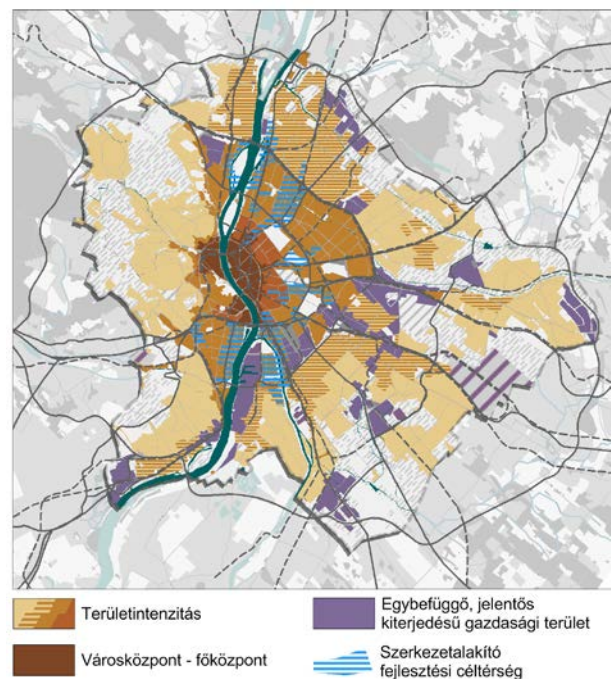 Területintenzitás
Városközpont - főközpont
Egybefüggő, jelentős
kiterjedésű gazdasági terület
Szerkezetalakító
fejlesztési céltérség